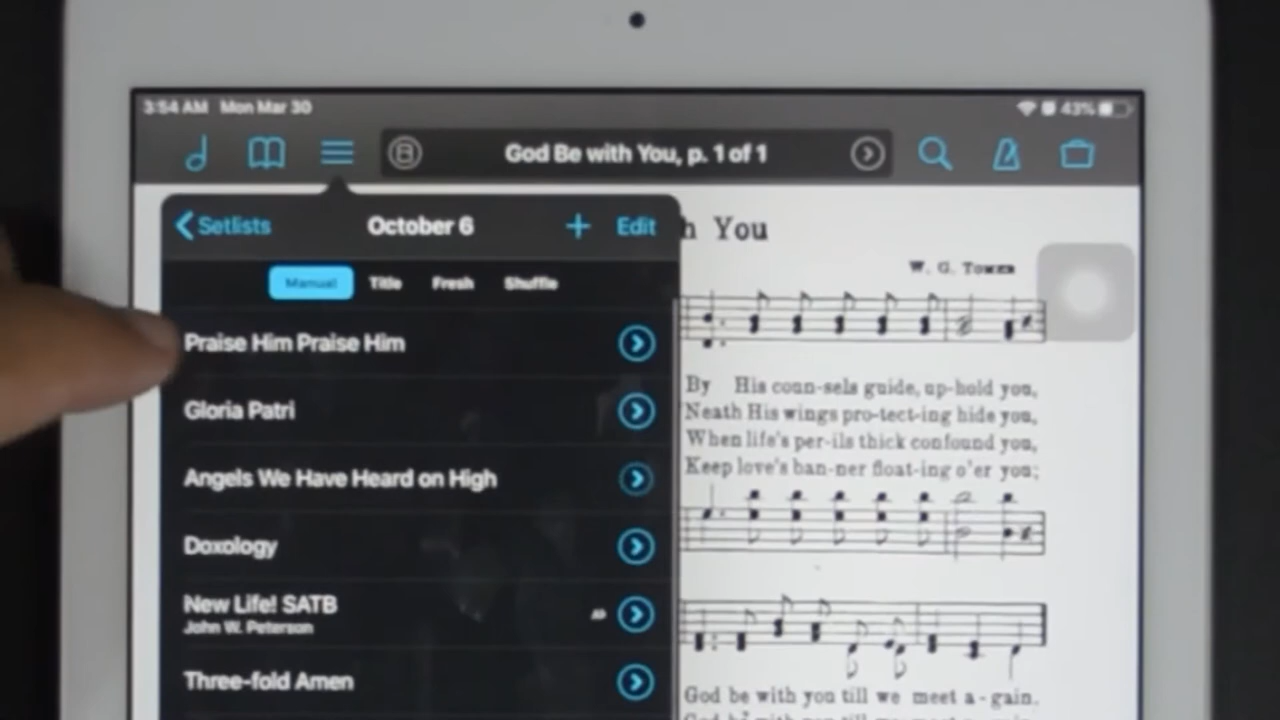 3:54 AM Mon Mar 30
43%
God Be with You, p. 1 of 1
Setlists
October 6
+ Edit
Manual
Title
Fresh
Shuffle
h You
Praise Him Praise Him
Gloria Patri
Angels We Have Heard on High
Doxology
New Life! SATB
John W. Peterson
Three-fold Amen
By His coun-sels guide, up-hold you,
'Neath His wings pro-tect-ing hide you,
When life's per-ils thick confound you,
Keep love's ban-ner float-ing o'er you;
God be with you till we meet a-gain.